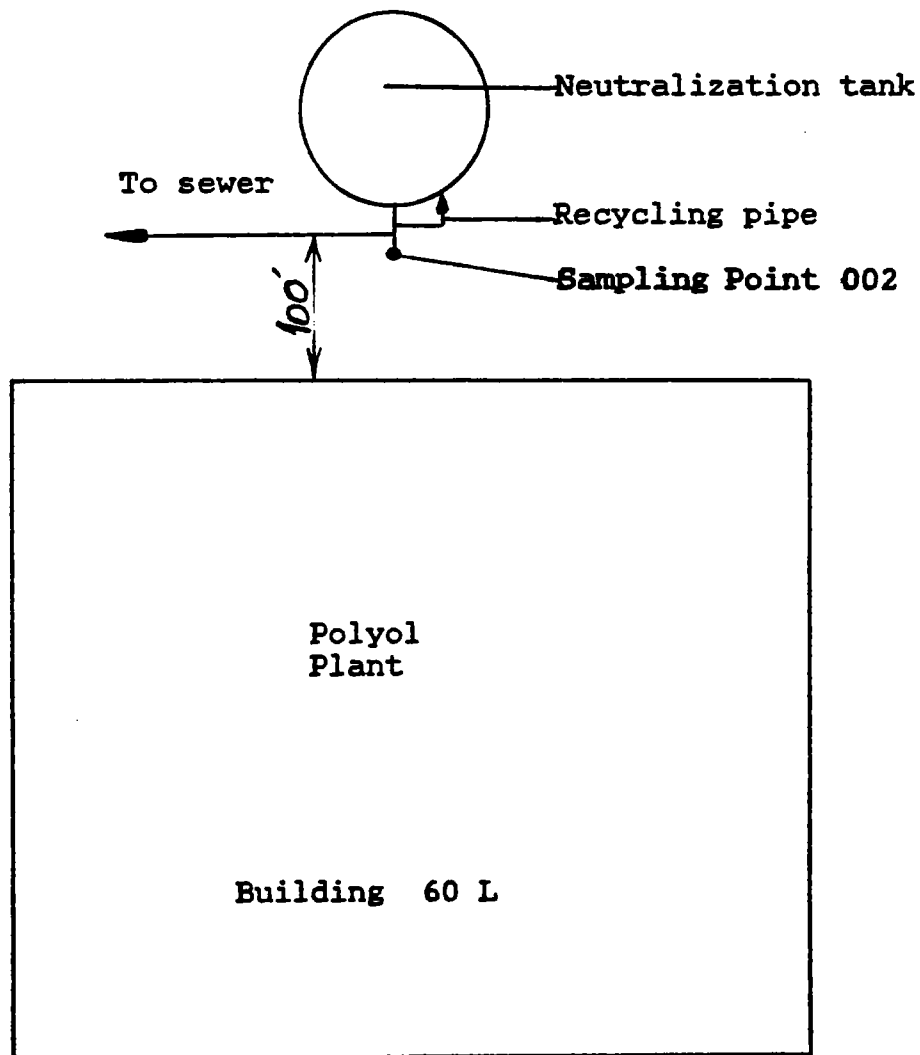 Neutralization tank
To sewer
Recycling pipe
Sampling Point 002
100'
Polyol
Plant
Building 60 L